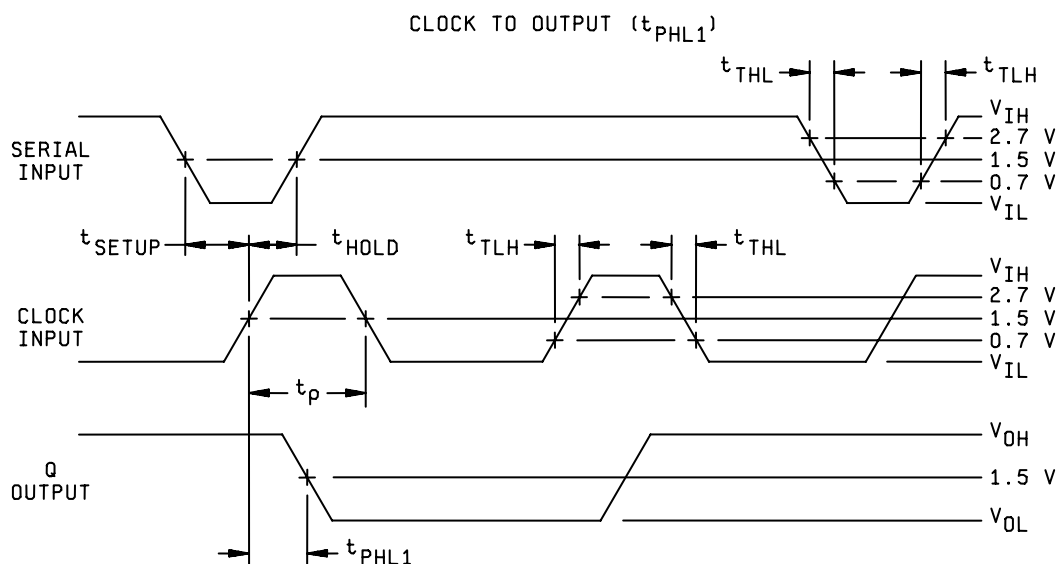 CLOCK TO OUTPUT (tPHL1)
tTHL
tTLH
SERIAL
INPUT
VIH
2.7 V
1.5 V
0.7 V
VIL
tSETUP
tHOLD
tTLH
tTHL
CLOCK
INPUT
VIH
2.7 V
1.5 V
0.7 V
VIL
tρ
Q
OUTPUT
VOH
1.5 V
VOL
tPHL1